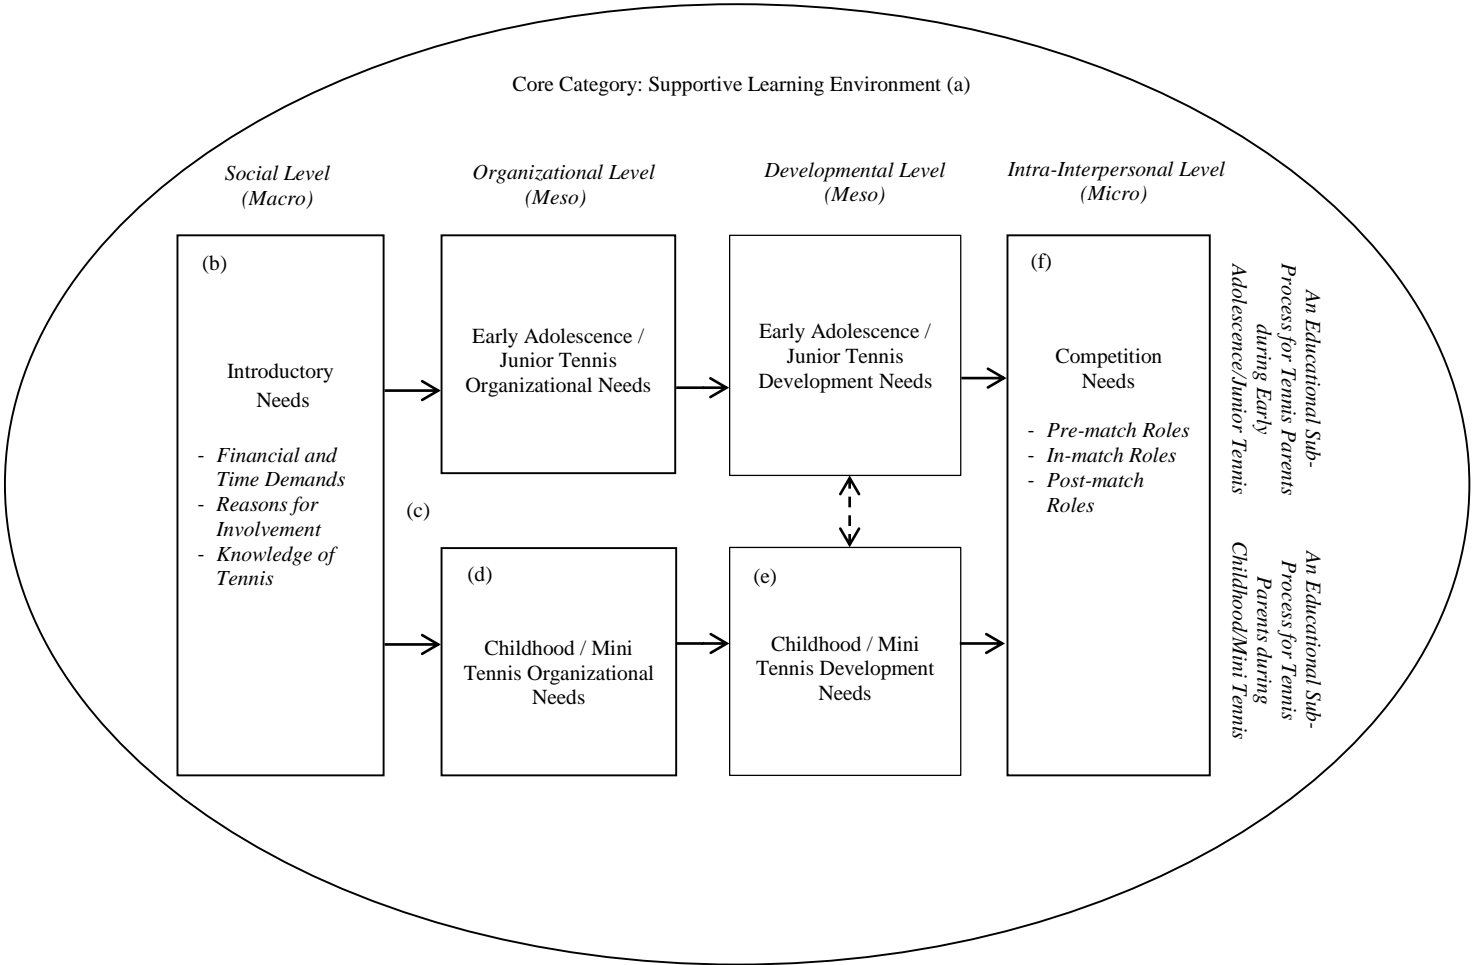 Core Category: Supportive Learning Environment (a)
Social Level
(Macro)
Organizational Level
(Meso)
Developmental Level
(Meso)
Intra-Interpersonal Level
(Micro)
(b)
Introductory
Needs
- Financial and
Time Demands
- Reasons for
Involvement
- Knowledge of
Tennis
(c)
Early Adolescence /
Junior Tennis
Organizational Needs
(d)
Childhood / Mini
Tennis Organizational
Needs
Early Adolescence /
Junior Tennis
Development Needs
(e)
Childhood / Mini
Tennis Development
Needs
(f)
Competition
Needs
- Pre-match Roles
- In-match Roles
- Post-match
Roles
An Educational Sub-
Process for Tennis Parents
during Early
Adolescence/Junior Tennis
An Educational Sub-
Process for Tennis
Parents during
Childhood/Mini Tennis